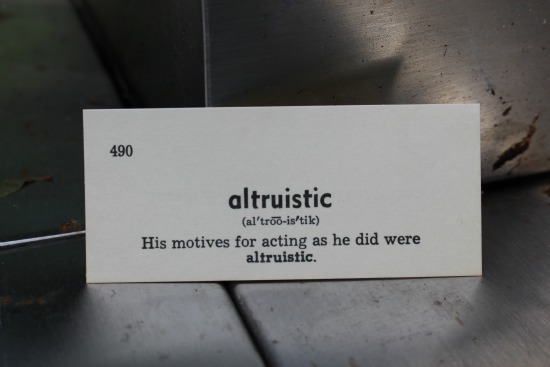 490
altruistic
(al′tro͞o-is′tik)
His motives for acting as he did were
altruistic.